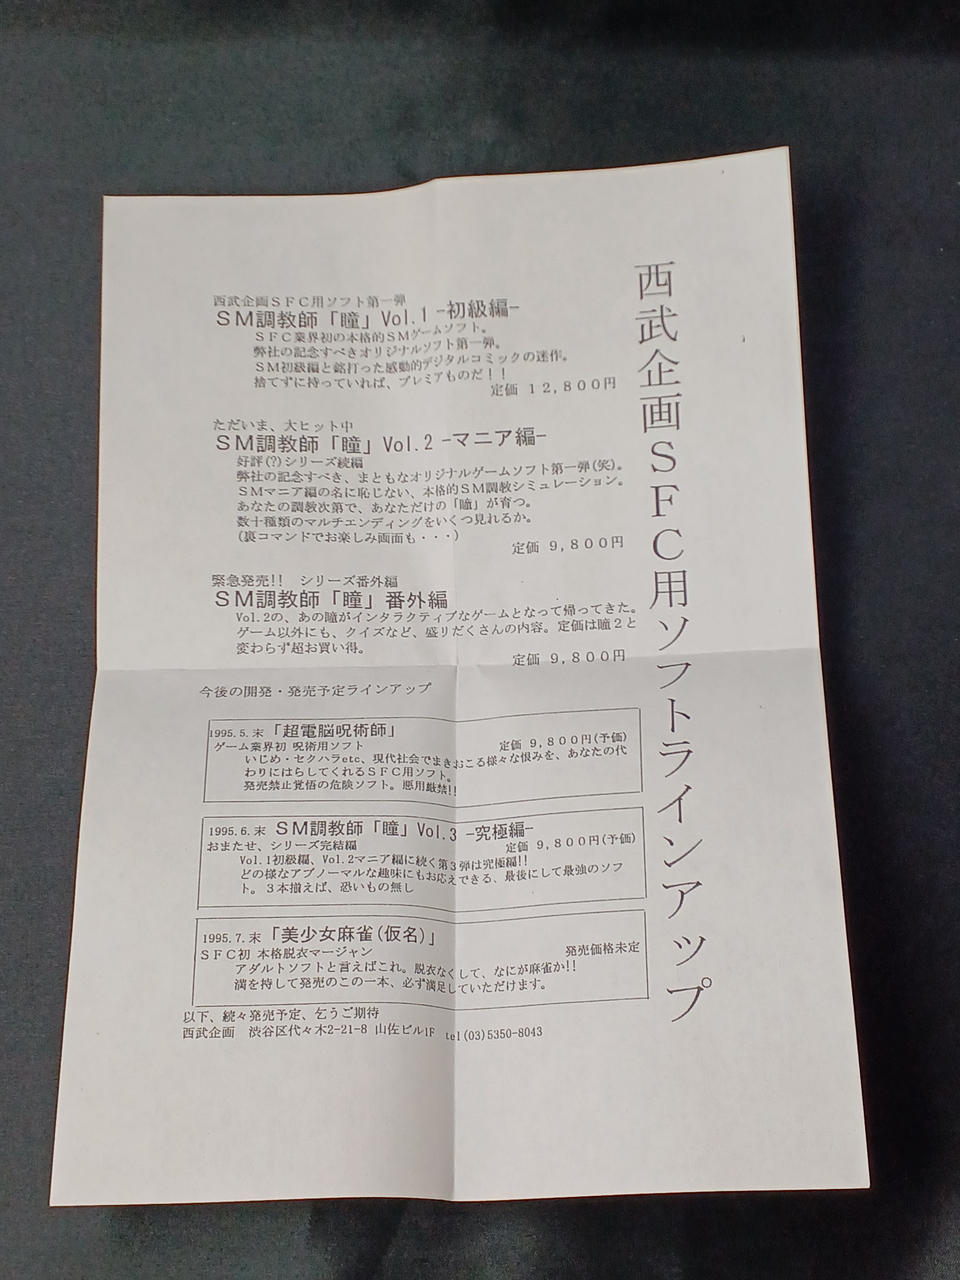 西武企画ＳＦＣ用ソフトラインアップ
西武企画ＳＦＣ用ソフト第一弾
ＳＭ調教師「瞳」Vol.1 -初級編-
ＳＦＣ業界初の本格的ＳＭゲームソフト。
弊社の記念すべきオリジナルソフト第一弾。
ＳＭ初級編と銘打った感動的デジタルコミックの迷作。
捨てずに持っていれば、プレミアものだ！！
定価 １２,８００円
ただいま、大ヒット中
ＳＭ調教師「瞳」Vol.2 -マニア編-
好評(?)シリーズ続編
弊社の記念すべき、まともなオリジナルゲームソフト第一弾(笑)。
ＳＭマニア編の名に恥じない、本格的ＳＭ調教シミュレーション。
あなたの調教次第で、あなただけの「瞳」が育つ。
数十種類のマルチエンディングをいくつ見れるか。
(裏コマンドでお楽しみ画面も・・・)
定価 ９,８００円
緊急発売!!　シリーズ番外編
ＳＭ調教師「瞳」番外編
Vol.2の、あの瞳がインタラクティブなゲームとなって帰ってきた。
ゲーム以外にも、クイズなど、盛りだくさんの内容。定価は瞳２と
変わらず超お買い得。
定価 ９,８００円
今後の開発・発売予定ラインアップ
1995.5.末「超電脳呪術師」
ゲーム業界初 呪術用ソフト　定価 ９,８００円(予価)
いじめ・セクハラetc、現代社会でまきおこる様々な恨みを、あなたの代
わりにはらしてくれるＳＦＣ用ソフト。
発売禁止覚悟の危険ソフト。悪用厳禁!!
1995.6.末 ＳＭ調教師「瞳」Vol.3 -究極編-
おまたせ、シリーズ完結編　定価 ９,８００円(予価)
Vol.1初級編、Vol.2マニア編に続く第３弾は究極編!!
どの様なアブノーマルな趣味にもお応えできる、最後にして最強のソフ
ト。３本揃えば、恐いもの無し
1995.7.末「美少女麻雀(仮名)」
ＳＦＣ初 本格脱衣マージャン　発売価格未定
アダルトソフトと言えばこれ。脱衣なくして、なにが麻雀か!!
満を持して発売のこの一本、必ず満足していただけます。
以下、続々発売予定、乞うご期待
西武企画　渋谷区代々木2-21-8 山佐ビル1F　tel(03)5350-8043